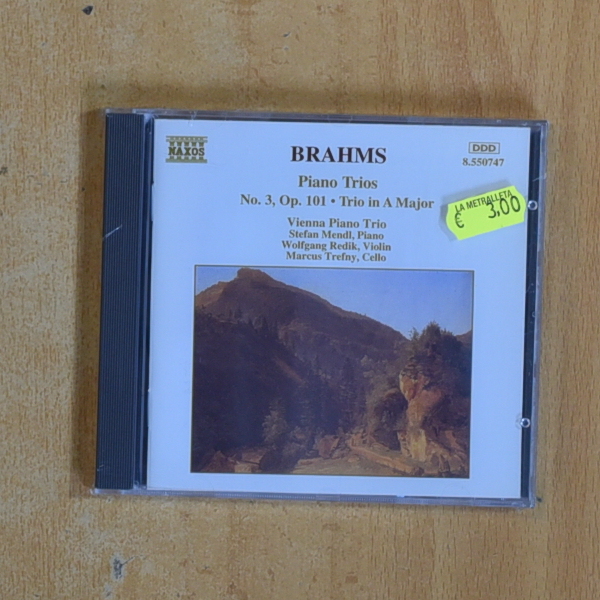 NAXOS
BRAHMS
DDD
8.550747
Piano Trios
No. 3, Op. 101 • Trio in A Major
LA METRALLETA
€ 3,00
Vienna Piano Trio
Stefan Mendl, Piano
Wolfgang Redik, Violin
Marcus Trefny, Cello